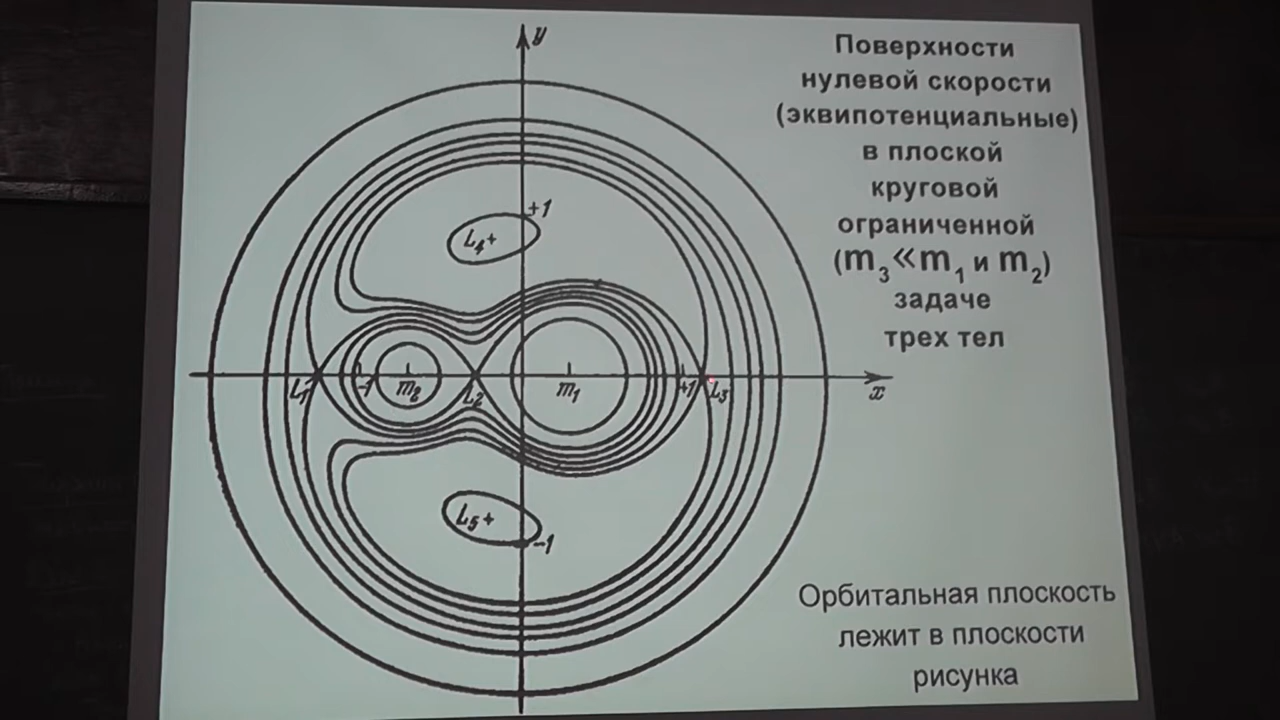 y
Поверхности
нулевой скорости
(эквипотенциальные)
в плоской
круговой
ограниченной
(m₃≪m₁ и m₂)
задаче
трех тел
+1
L₄+
L₁
-1
m₂
L₂
m₁
+1
L₃
x
L₅+
-1
Орбитальная плоскость
лежит в плоскости
рисунка